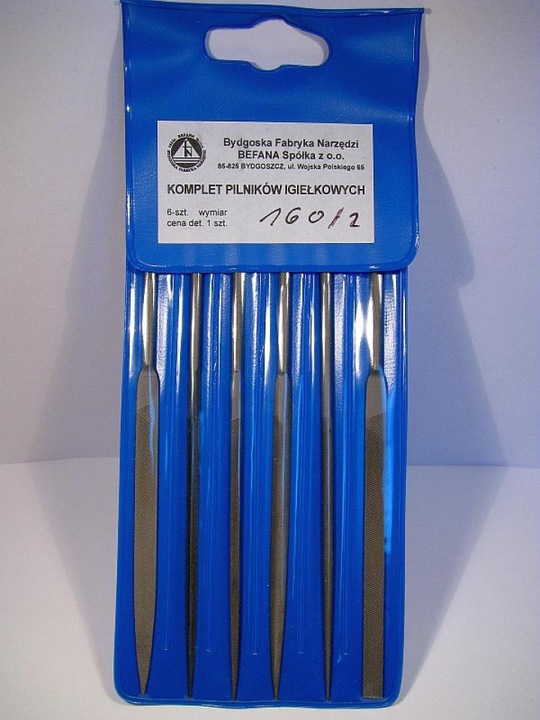 Bydgoska Fabryka Narzędzi
BEFANA Spółka z o.o.
85-825 BYDGOSZCZ, ul. Wojska Polskiego 65
KOMPLET PILNIKÓW IGIEŁKOWYCH
6-szt. wymiar 160/2
cena det. 1 szt.